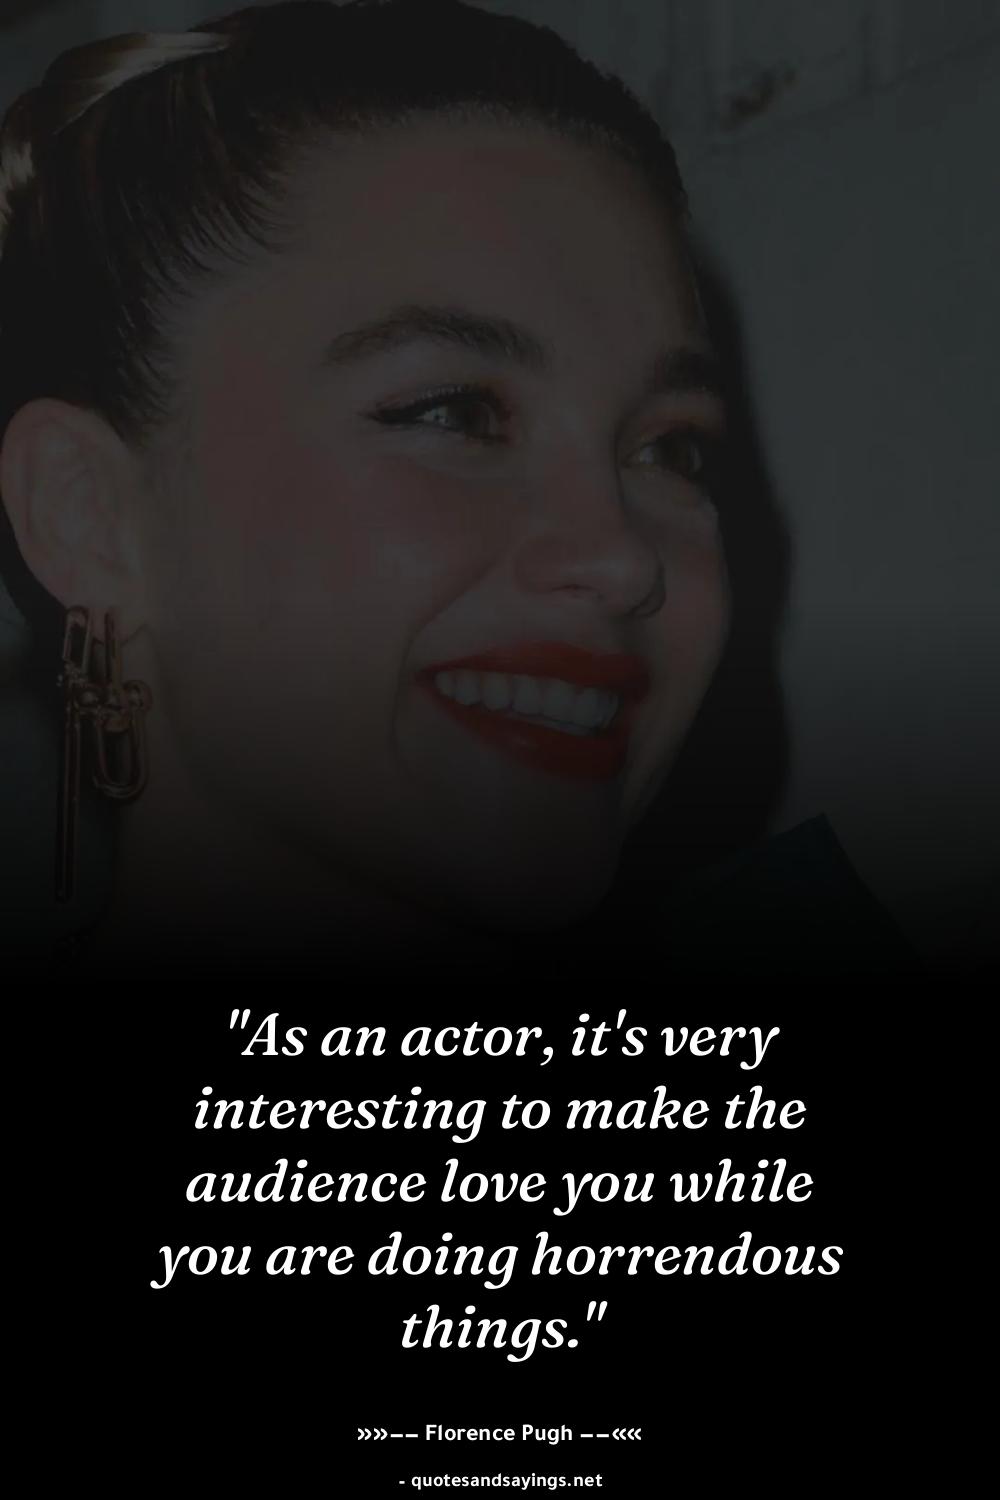 "As an actor, it's very
interesting to make the
audience love you while
you are doing horrendous
things."
»»—— Florence Pugh ——««
- quotesandsayings.net